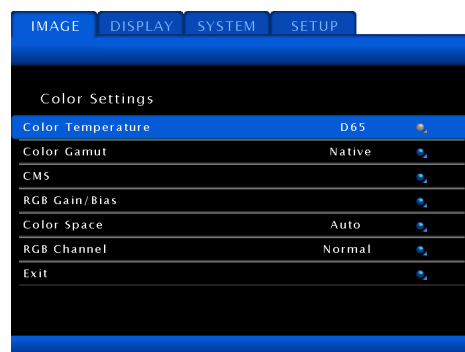 IMAGE DISPLAY SYSTEM SETUP
Color Settings
Color Temperature D65
Color Gamut Native
CMS
RGB Gain/Bias
Color Space Auto
RGB Channel Normal
Exit